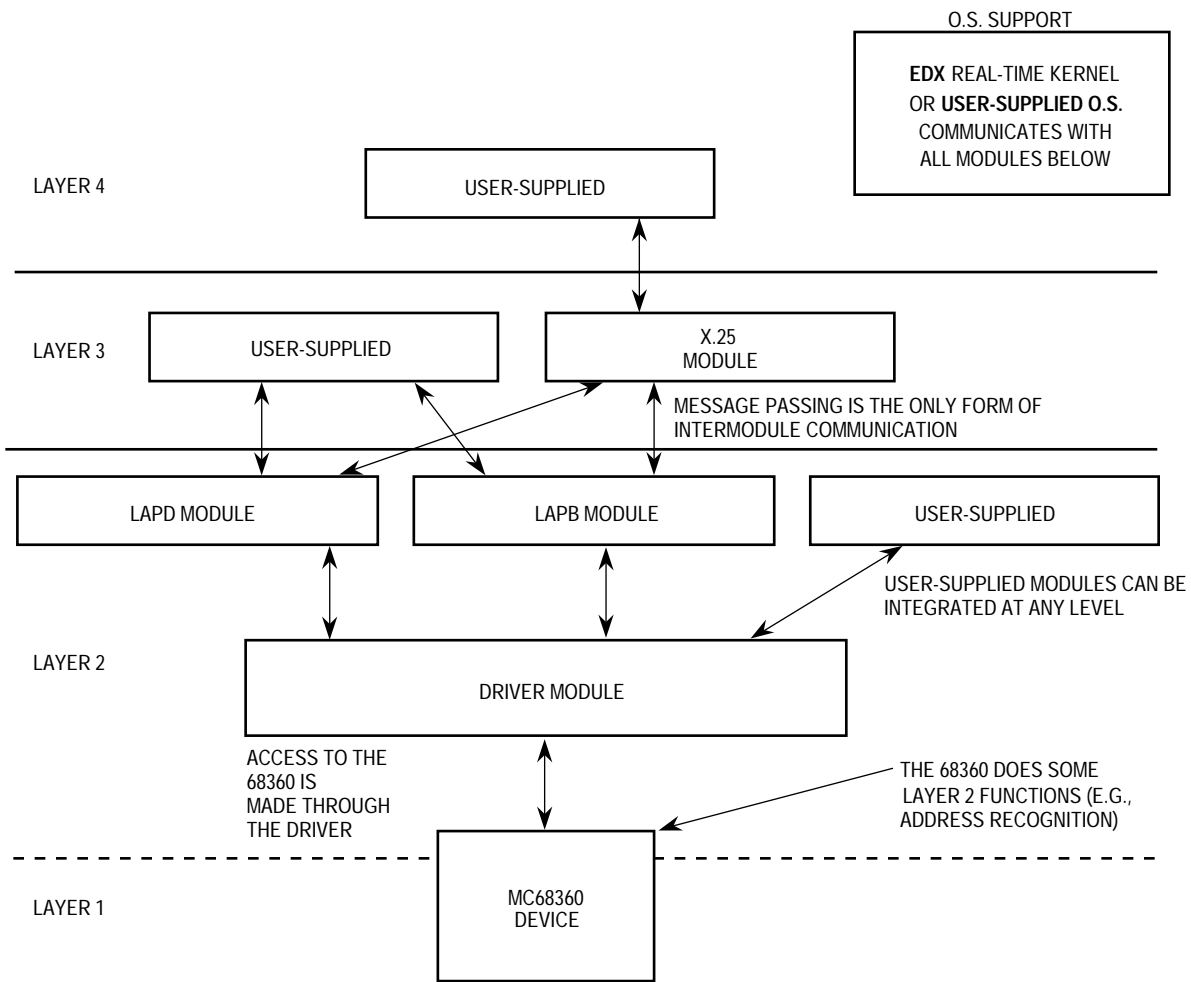 O.S. SUPPORT
EDX REAL-TIME KERNEL
OR USER-SUPPLIED O.S.
COMMUNICATES WITH
ALL MODULES BELOW
LAYER 4
USER-SUPPLIED
LAYER 3
USER-SUPPLIED
X.25
MODULE
MESSAGE PASSING IS THE ONLY FORM OF
INTERMODULE COMMUNICATION
LAPD MODULE
LAPB MODULE
USER-SUPPLIED
USER-SUPPLIED MODULES CAN BE
INTEGRATED AT ANY LEVEL
LAYER 2
DRIVER MODULE
ACCESS TO THE
68360 IS
MADE THROUGH
THE DRIVER
THE 68360 DOES SOME
LAYER 2 FUNCTIONS (E.G.,
ADDRESS RECOGNITION)
LAYER 1
MC68360
DEVICE